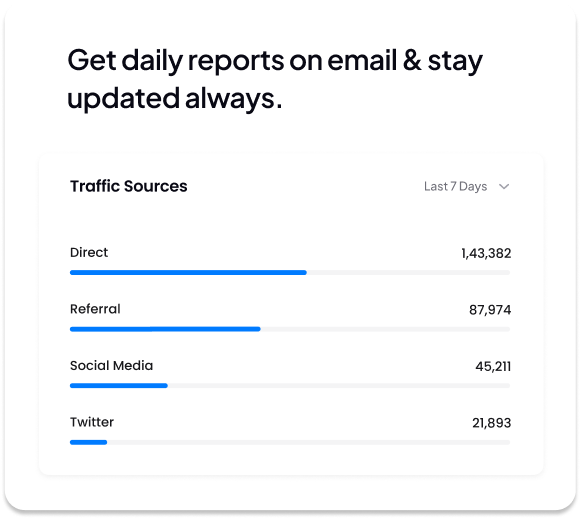 Get daily reports on email & stay
updated always.
Traffic Sources
Last 7 Days
Direct
1,43,382
Referral
87,974
Social Media
45,211
Twitter
21,893